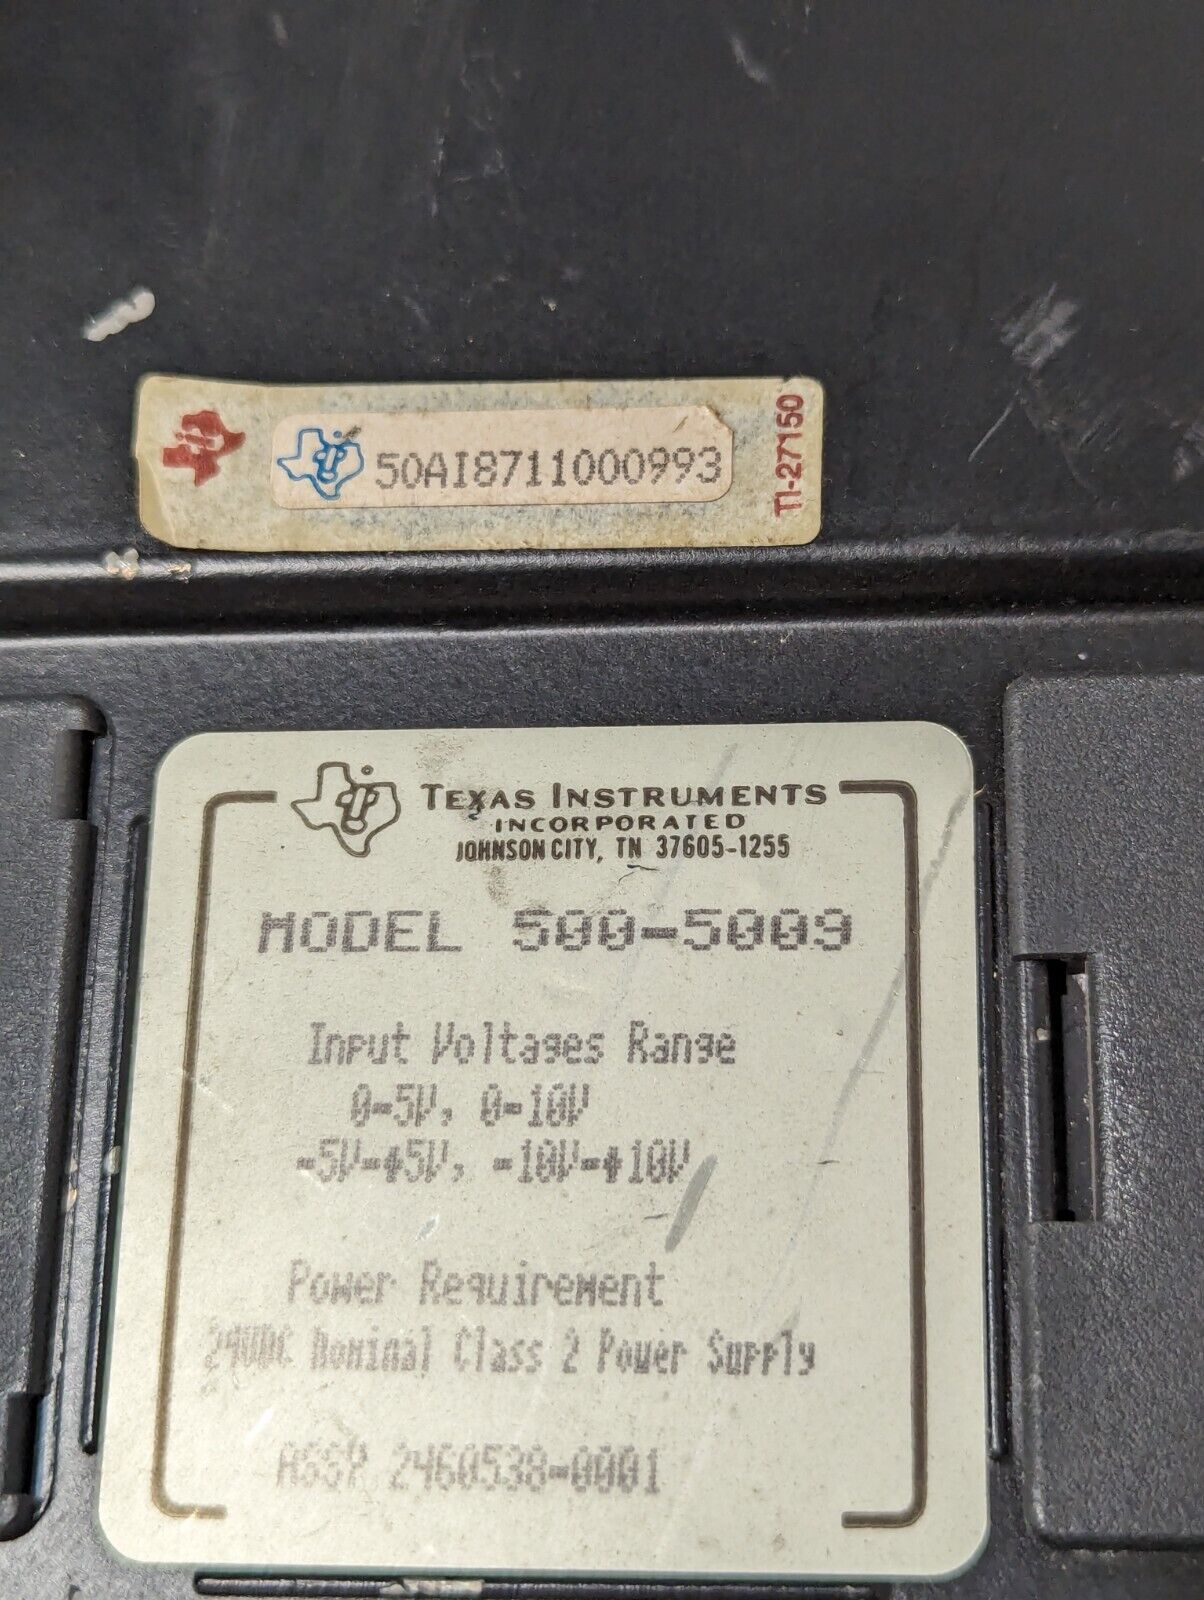 50AI8711000993
TI-27150
TEXAS INSTRUMENTS
INCORPORATED
JOHNSON CITY, TN 37605-1255
MODEL 500-5009
Input Voltages Range
0-5V, 0-10V
-5V-+5V, -10V-+10V
Power Requirement
24VDC Nominal Class 2 Power Supply
ASSY 2460538-0001